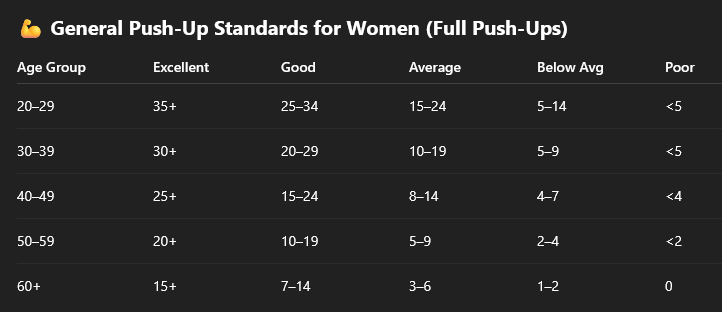 💪 General Push-Up Standards for Women (Full Push-Ups)
Age Group Excellent Good Average Below Avg Poor
20–29 35+ 25–34 15–24 5–14 <5
30–39 30+ 20–29 10–19 5–9 <5
40–49 25+ 15–24 8–14 4–7 <4
50–59 20+ 10–19 5–9 2–4 <2
60+ 15+ 7–14 3–6 1–2 0